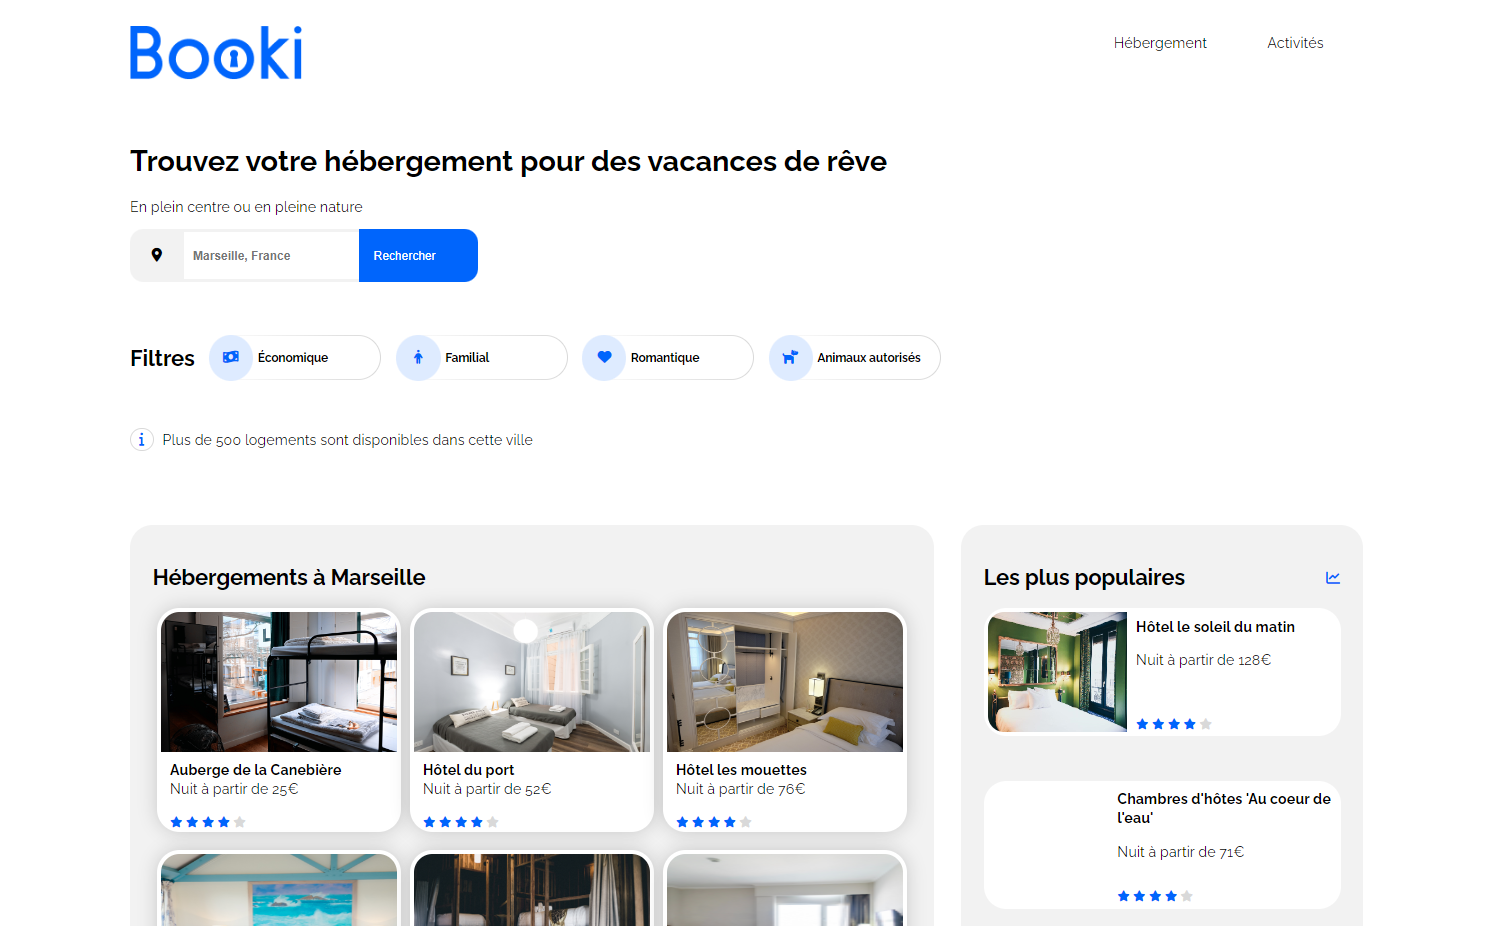 Booki
Hébergement
Activités
Trouvez votre hébergement pour des vacances de rêve
En plein centre ou en pleine nature
Marseille, France
Rechercher
Filtres
Économique
Familial
Romantique
Animaux autorisés
Plus de 500 logements sont disponibles dans cette ville
Hébergements à Marseille
Auberge de la Canebière
Nuit à partir de 25€
Hôtel du port
Nuit à partir de 52€
Hôtel les mouettes
Nuit à partir de 76€
Les plus populaires
Hôtel le soleil du matin
Nuit à partir de 128€
Chambres d'hôtes 'Au coeur de
l'eau'
Nuit à partir de 71€